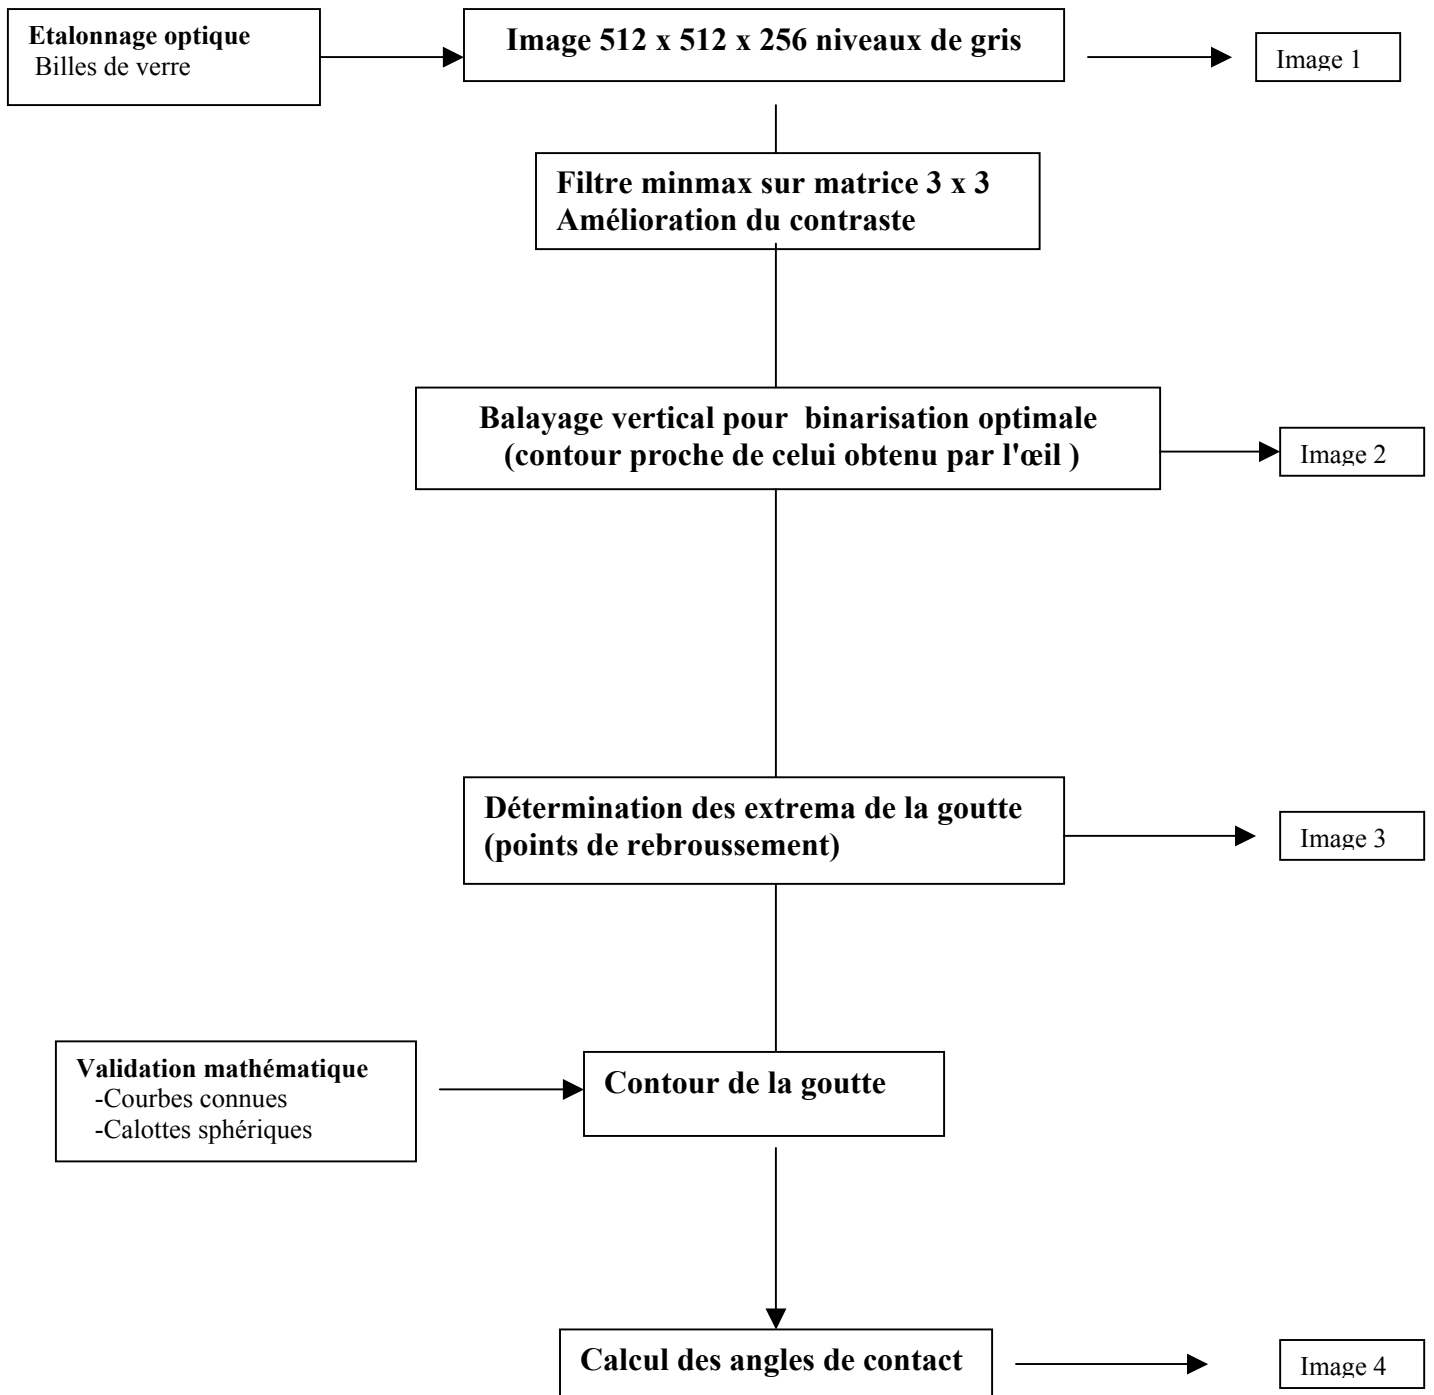 Etalonnage optique
Billes de verre
Image 512 x 512 x 256 niveaux de gris
Image 1
Filtre minmax sur matrice 3 x 3
Amélioration du contraste
Balayage vertical pour  binarisation optimale
(contour proche de celui obtenu par l'œil )
Image 2
Détermination des extrema de la goutte
(points de rebroussement)
Image 3
Validation mathématique
-Courbes connues
-Calottes sphériques
Contour de la goutte
Calcul des angles de contact
Image 4